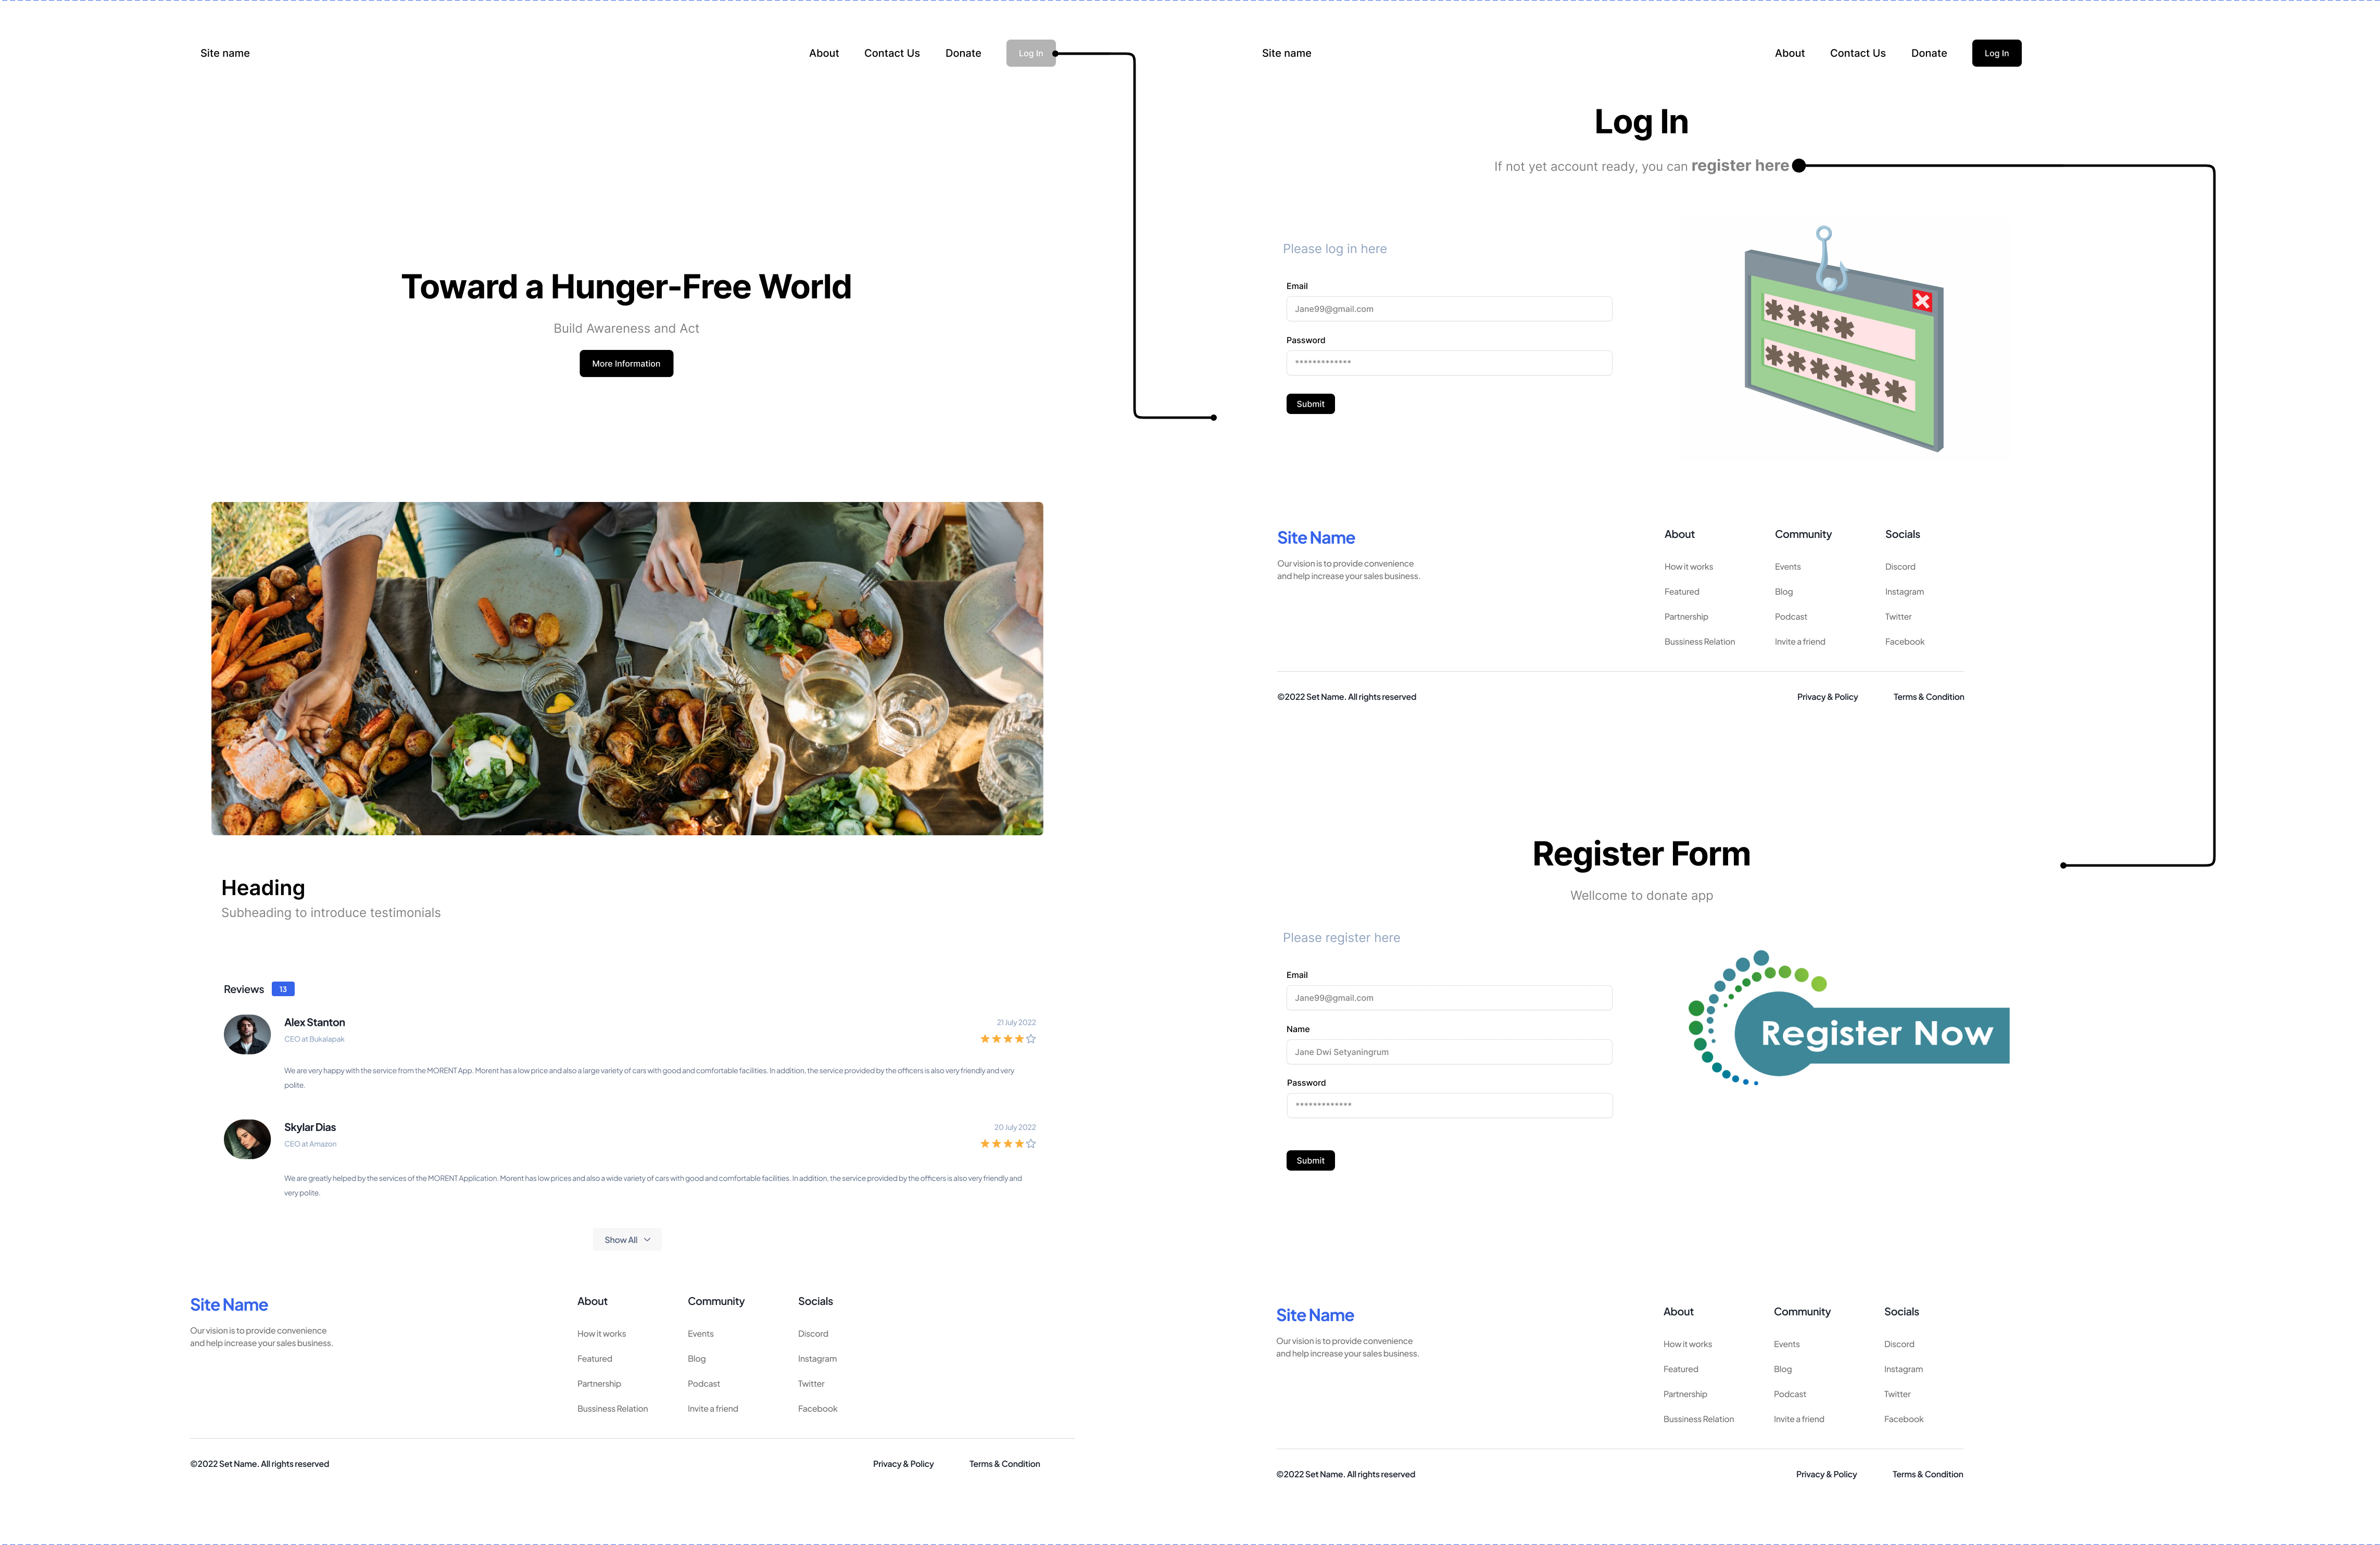 Site name
About
Contact Us
Donate
Log In
Toward a Hunger-Free World
Build Awareness and Act
More Information
Heading
Subheading to introduce testimonials
Reviews
13
Alex Stanton
21 July 2022
CEO at Bukalapak
We are very happy with the service from the MORENT App. Morent has a low price and also a large variety of cars with good and comfortable facilities. In addition, the service provided by the officers is also very friendly and very
polite.
Skylar Dias
20 July 2022
CEO at Amazon
We are greatly helped by the services of the MORENT Application. Morent has low prices and also a wide variety of cars with good and comfortable facilities. In addition, the service provided by the officers is also very friendly and
very polite.
Show All
Site Name
Our vision is to provide convenience
and help increase your sales business.
About
How it works
Featured
Partnership
Bussiness Relation
Community
Events
Blog
Podcast
Invite a friend
Socials
Discord
Instagram
Twitter
Facebook
©2022 Set Name. All rights reserved
Privacy & Policy
Terms & Condition
Site name
About
Contact Us
Donate
Log In
Log In
If not yet account ready, you can register here
Please log in here
Email
Jane99@gmail.com
Password
*************
Submit
Site Name
Our vision is to provide convenience
and help increase your sales business.
About
How it works
Featured
Partnership
Bussiness Relation
Community
Events
Blog
Podcast
Invite a friend
Socials
Discord
Instagram
Twitter
Facebook
©2022 Set Name. All rights reserved
Privacy & Policy
Terms & Condition
Register Form
Wellcome to donate app
Please register here
Email
Jane99@gmail.com
Name
Jane Dwi Setyaningrum
Password
*************
Submit
Register Now
Site Name
Our vision is to provide convenience
and help increase your sales business.
About
How it works
Featured
Partnership
Bussiness Relation
Community
Events
Blog
Podcast
Invite a friend
Socials
Discord
Instagram
Twitter
Facebook
©2022 Set Name. All rights reserved
Privacy & Policy
Terms & Condition